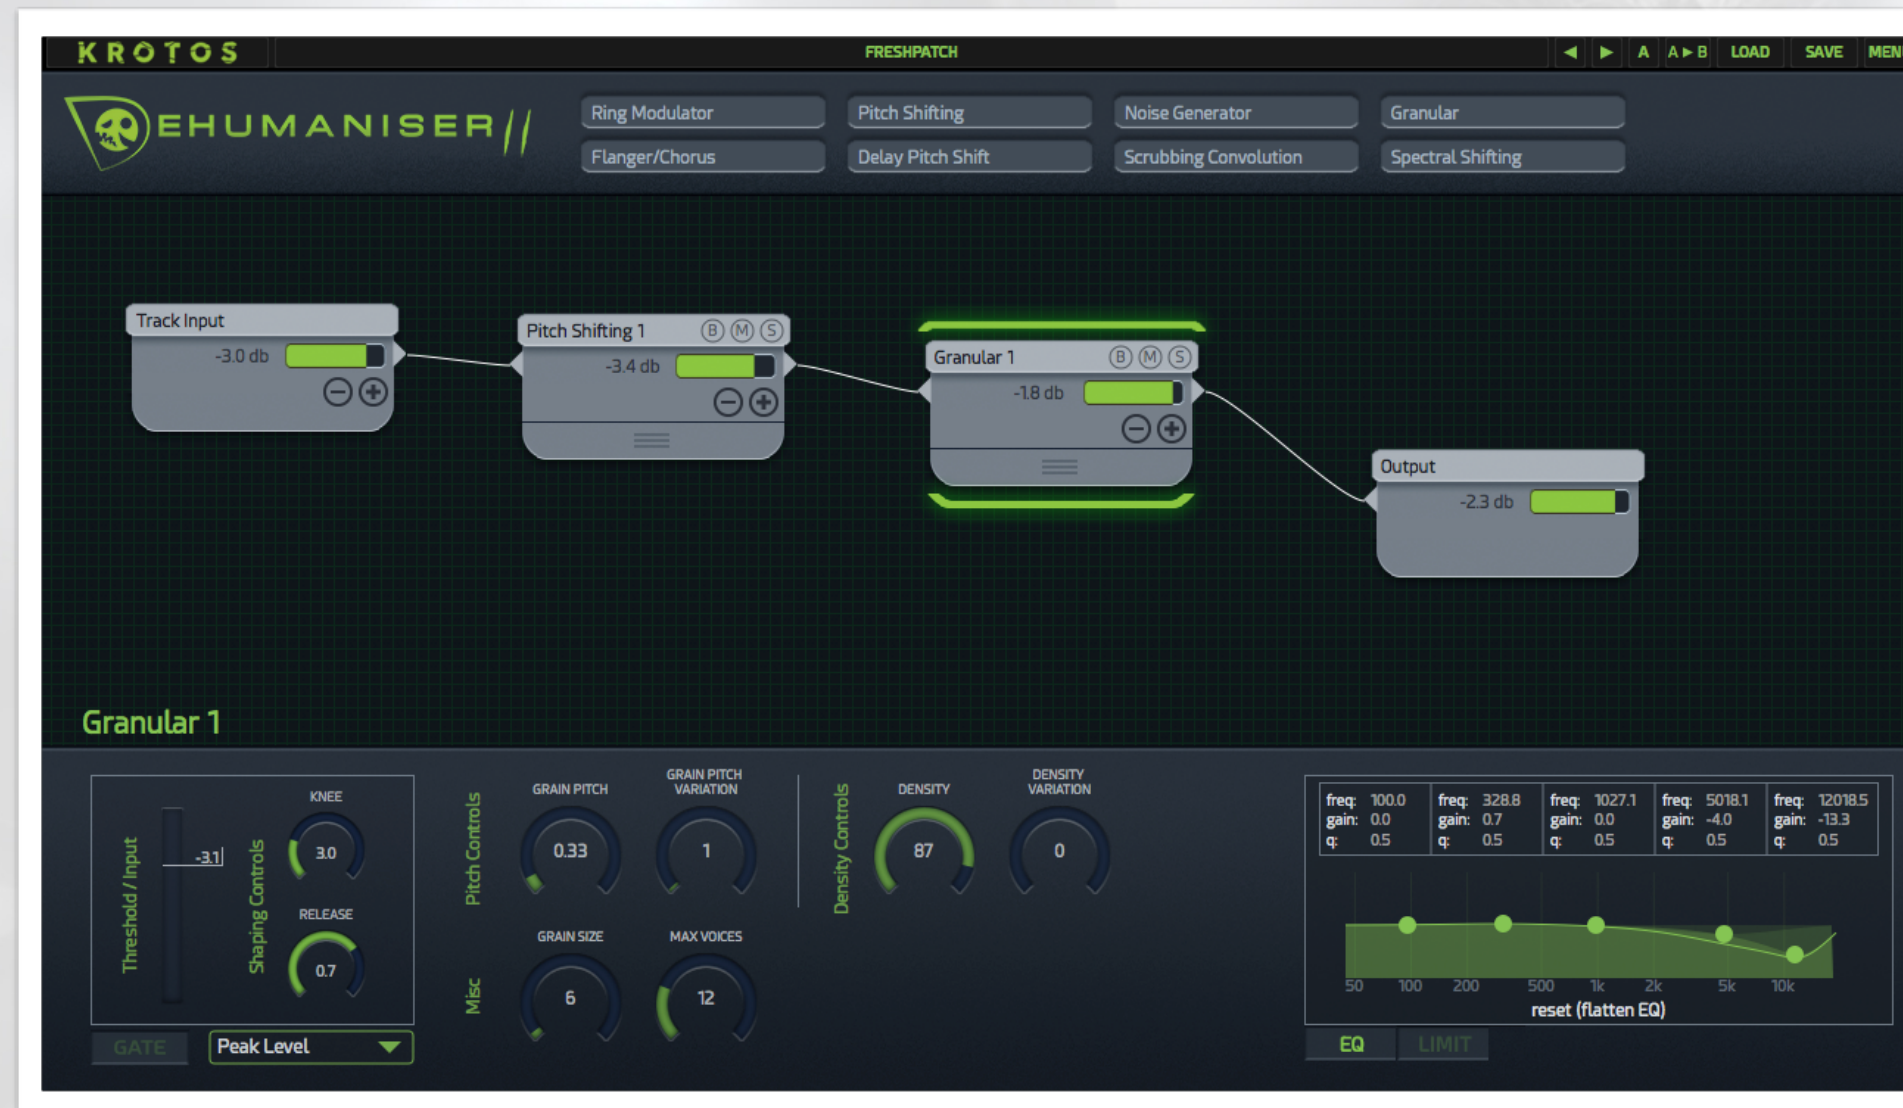 KROTOS
FRESHPATCH
A
A►B
LOAD
SAVE
MEN
EHUMANISER
Ring Modulator
Pitch Shifting
Noise Generator
Granular
Flanger/Chorus
Delay Pitch Shift
Scrubbing Convolution
Spectral Shifting
Track Input
-3.0 db
Pitch Shifting 1
B M S
-3.4 db
Granular 1
B M S
-1.8 db
Output
-2.3 db
Granular 1
Threshold / Input
-3.1
Shaping Controls
KNEE
3.0
RELEASE
0.7
GATE
Peak Level
Pitch Controls
GRAIN PITCH
0.33
GRAIN PITCH
VARIATION
1
Misc
GRAIN SIZE
6
MAX VOICES
12
Density Controls
DENSITY
87
DENSITY
VARIATION
0
freq: 100.0 freq: 328.8 freq: 1027.1 freq: 5018.1 freq: 12018.5
gain: 0.0 gain: 0.7 gain: 0.0 gain: -4.0 gain: -13.3
q: 0.5 q: 0.5 q: 0.5 q: 0.5 q: 0.5
50 100 200 500 1k 2k 5k 10k
reset (flatten EQ)
EQ
LIMIT